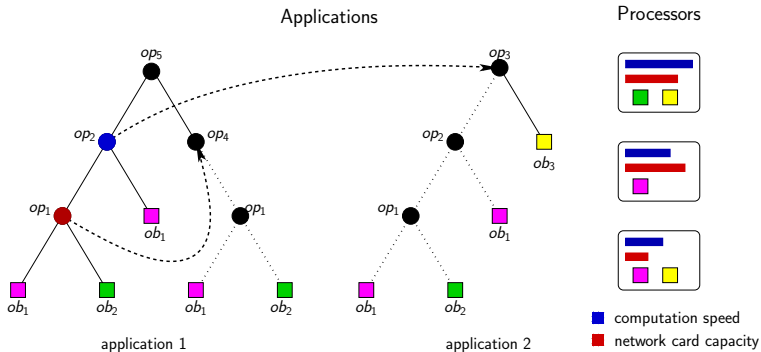 Applications
Processors
op5
op3
op2
op4
op2
ob3
op1
op1
op1
ob1
ob1
ob1
ob2
ob1
ob2
ob1
ob2
computation speed
application 1
application 2
network card capacity